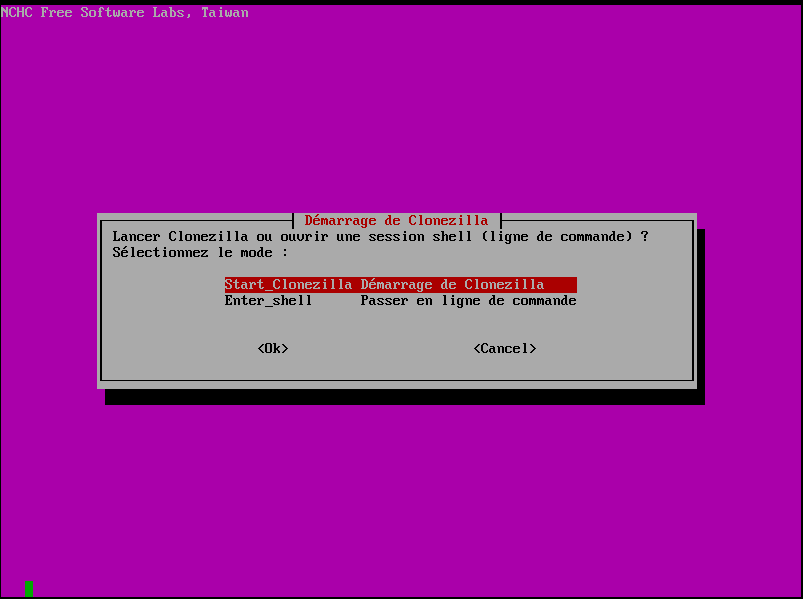 NCHC Free Software Labs, Taiwan
Démarrage de Clonezilla
Lancer Clonezilla ou ouvrir une session shell (ligne de commande) ?
Sélectionnez le mode :
Start_Clonezilla Démarrage de Clonezilla
Enter_shell Passer en ligne de commande
<Ok> <Cancel>